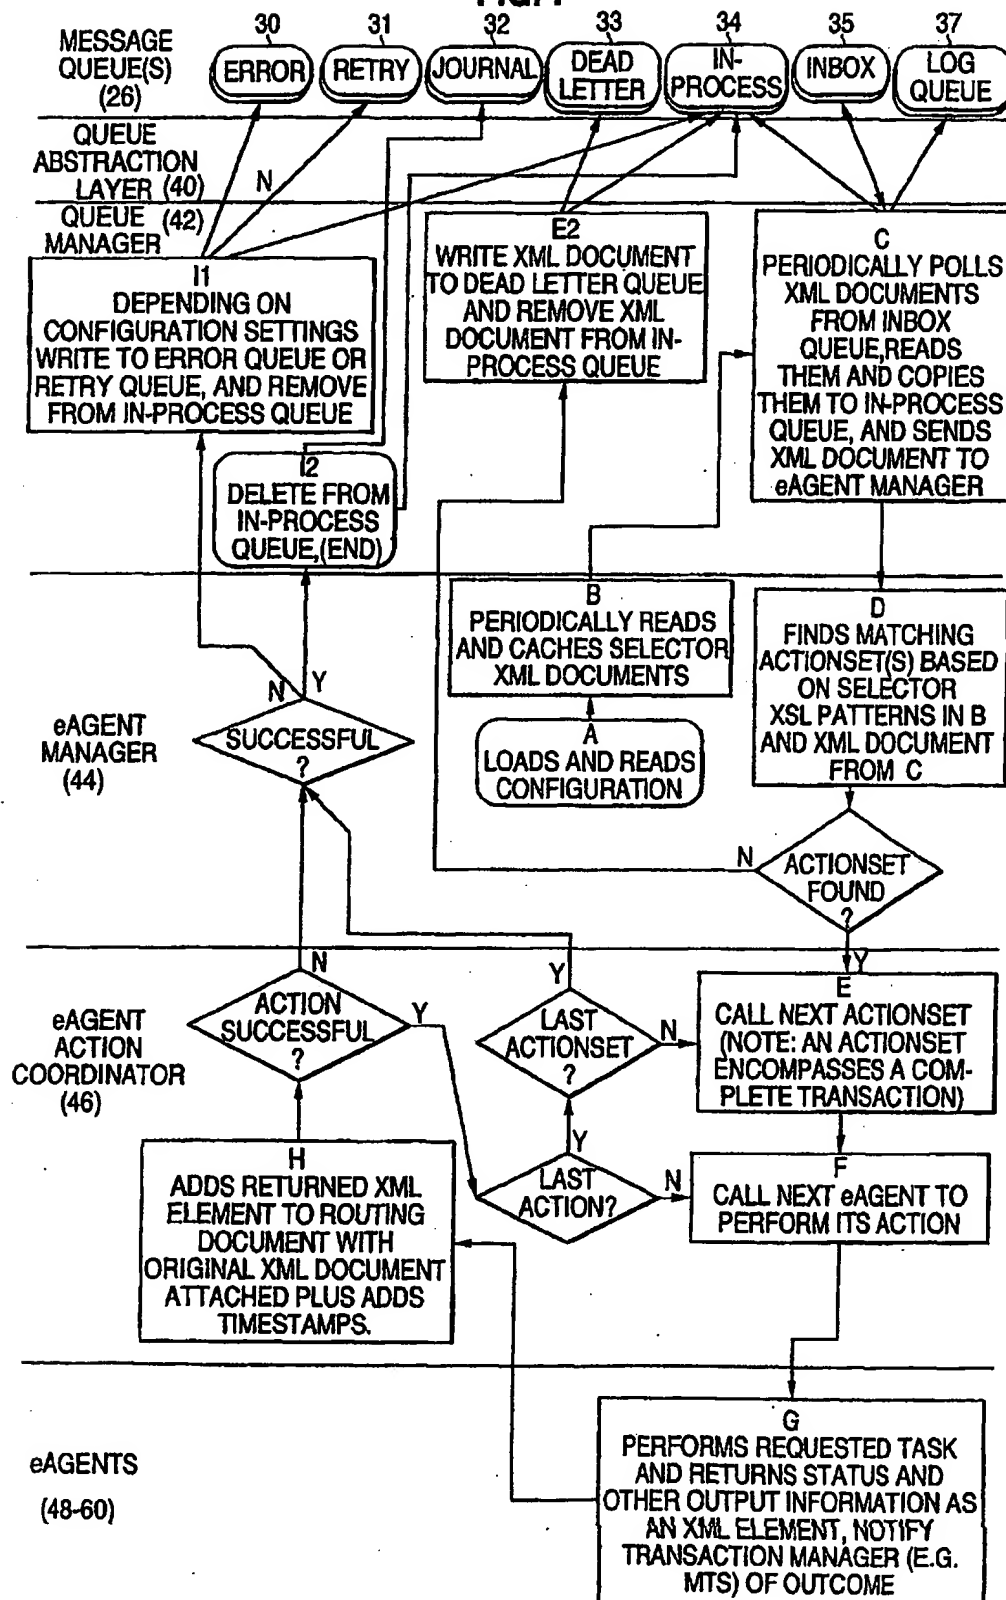 30
31
32
33
34
35
37
MESSAGE
QUEUE(S)
(26)
ERROR
RETRY
JOURNAL
DEAD
LETTER
IN-
PROCESS
INBOX
LOG
QUEUE
QUEUE
ABSTRACTION
LAYER (40)
N
QUEUE (42)
MANAGER
I1
DEPENDING ON
CONFIGURATION SETTINGS
WRITE TO ERROR QUEUE OR
RETRY QUEUE, AND REMOVE
FROM IN-PROCESS QUEUE
E2
WRITE XML DOCUMENT
TO DEAD LETTER QUEUE
AND REMOVE XML
DOCUMENT FROM IN-
PROCESS QUEUE
C
PERIODICALLY POLLS
XML DOCUMENTS
FROM INBOX
QUEUE,READS
THEM AND COPIES
THEM TO IN-PROCESS
QUEUE, AND SENDS
XML DOCUMENT TO
eAGENT MANAGER
I2
DELETE FROM
IN-PROCESS
QUEUE,(END)
B
PERIODICALLY READS
AND CACHES SELECTOR
XML DOCUMENTS
D
FINDS MATCHING
ACTIONSET(S) BASED
ON SELECTOR
XSL PATTERNS IN B
AND XML DOCUMENT
FROM C
N
Y
eAGENT
MANAGER
(44)
SUCCESSFUL
?
A
LOADS AND READS
CONFIGURATION
N
ACTIONSET
FOUND
?
Y
N
Y
eAGENT
ACTION
COORDINATOR
(46)
ACTION
SUCCESSFUL
?
Y
LAST
ACTIONSET
?
N
E
CALL NEXT ACTIONSET
(NOTE: AN ACTIONSET
ENCOMPASSES A COM-
PLETE TRANSACTION)
Y
H
ADDS RETURNED XML
ELEMENT TO ROUTING
DOCUMENT WITH
ORIGINAL XML DOCUMENT
ATTACHED PLUS ADDS
TIMESTAMPS.
LAST
ACTION?
N
F
CALL NEXT eAGENT TO
PERFORM ITS ACTION
eAGENTS
(48-60)
G
PERFORMS REQUESTED TASK
AND RETURNS STATUS AND
OTHER OUTPUT INFORMATION AS
AN XML ELEMENT, NOTIFY
TRANSACTION MANAGER (E.G.
MTS) OF OUTCOME